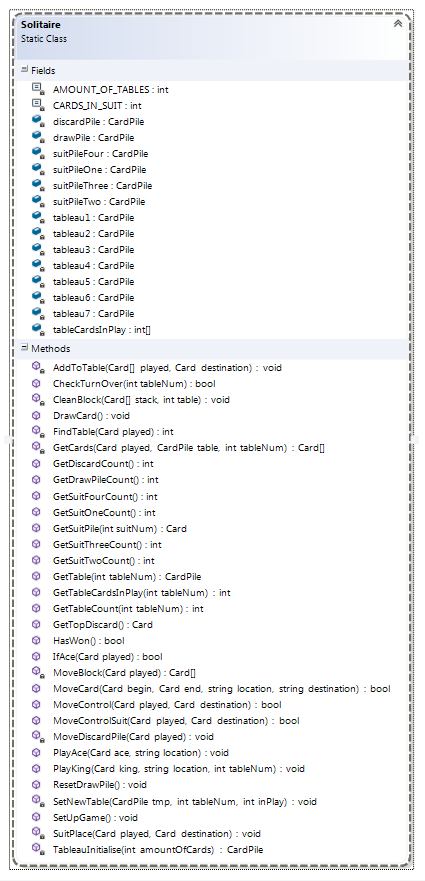 Solitaire
Static Class
Fields
AMOUNT_OF_TABLES : int
CARDS_IN_SUIT : int
discardPile : CardPile
drawPile : CardPile
suitPileFour : CardPile
suitPileOne : CardPile
suitPileThree : CardPile
suitPileTwo : CardPile
tableau1 : CardPile
tableau2 : CardPile
tableau3 : CardPile
tableau4 : CardPile
tableau5 : CardPile
tableau6 : CardPile
tableau7 : CardPile
tableCardsInPlay : int[]
Methods
AddToTable(Card[] played, Card destination) : void
CheckTurnOver(int tableNum) : bool
CleanBlock(Card[] stack, int table) : void
DrawCard() : void
FindTable(Card played) : int
GetCards(Card played, CardPile table, int tableNum) : Card[]
GetDiscardCount() : int
GetDrawPileCount() : int
GetSuitFourCount() : int
GetSuitOneCount() : int
GetSuitPile(int suitNum) : Card
GetSuitThreeCount() : int
GetSuitTwoCount() : int
GetTable(int tableNum) : CardPile
GetTableCardsInPlay(int tableNum) : int
GetTableCount(int tableNum) : int
GetTopDiscard() : Card
HasWon() : bool
IfAce(Card played) : bool
MoveBlock(Card played) : Card[]
MoveCard(Card begin, Card end, string location, string destination) : bool
MoveControl(Card played, Card destination) : bool
MoveControlSuit(Card played, Card destination) : bool
MoveDiscardPile(Card played) : void
PlayAce(Card ace, string location) : void
PlayKing(Card king, string location, int tableNum) : void
ResetDrawPile() : void
SetNewTable(CardPile tmp, int tableNum, int inPlay) : void
SetUpGame() : void
SuitPlace(Card played, Card destination) : void
TableauInitialise(int amountOfCards) : CardPile